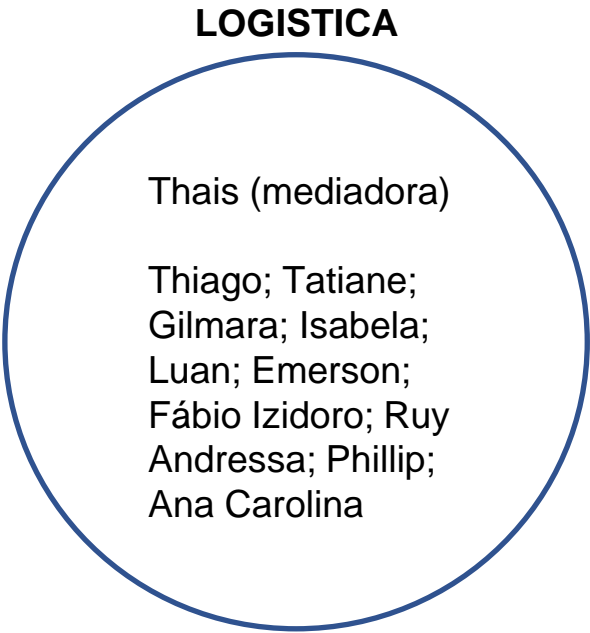 LOGISTICA
Thais (mediadora)
Thiago; Tatiane;
Gilmara; Isabela;
Luan; Emerson;
Fábio Izidoro; Ruy
Andressa; Phillip;
Ana Carolina